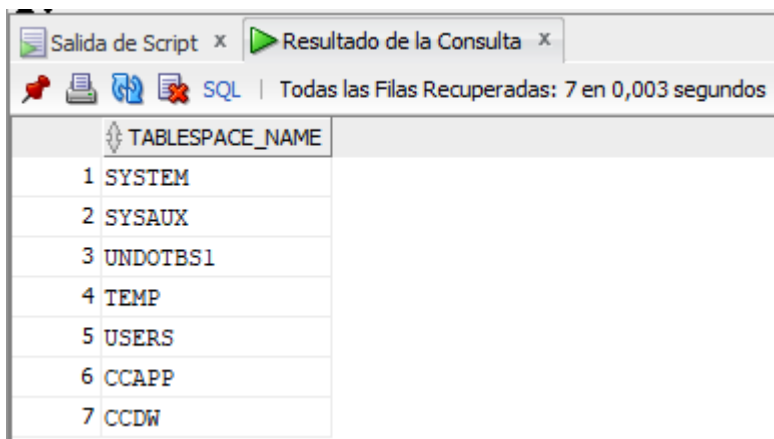 Salida de Script x Resultado de la Consulta x
SQL | Todas las Filas Recuperadas: 7 en 0,003 segundos
TABLESPACE_NAME
1 SYSTEM
2 SYSAUX
3 UNDOTBS1
4 TEMP
5 USERS
6 CCAPP
7 CCDW